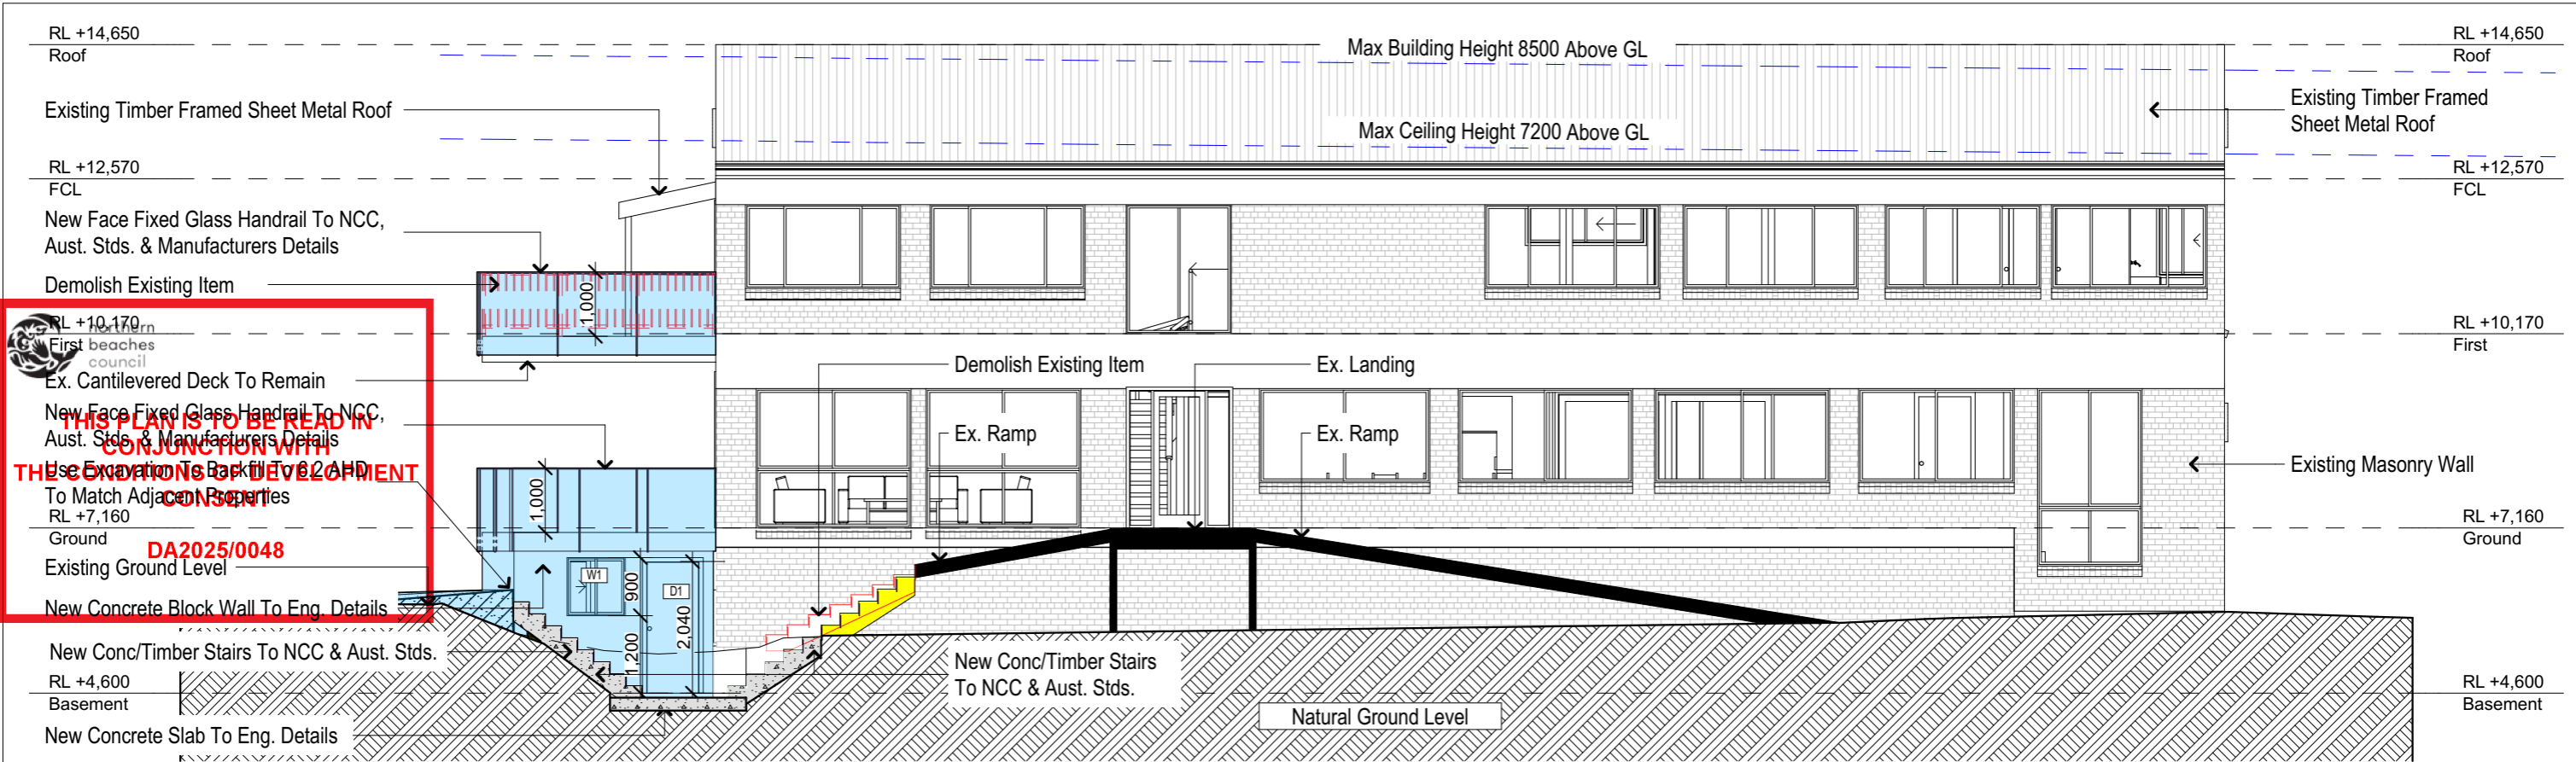 RL +14,650
Roof
Existing Timber Framed Sheet Metal Roof
RL +12,570
FCL
New Face Fixed Glass Handrail To NCC,
Aust. Stds. & Manufacturers Details
Demolish Existing Item
RL +10,170
First
northern
beaches
council
Ex. Cantilevered Deck To Remain
New Face Fixed Glass Handrail To NCC,
Aust. Stds. & Manufacturers Details
Use Excavation To Backfill To 6.2 AHD
To Match Adjacent Properties
THIS PLAN IS TO BE READ IN
CONJUNCTION WITH
THE CONDITIONS OF DEVELOPMENT
CONSENT
DA2025/0048
RL +7,160
Ground
Existing Ground Level
New Concrete Block Wall To Eng. Details
New Conc/Timber Stairs To NCC & Aust. Stds.
RL +4,600
Basement
New Concrete Slab To Eng. Details
1,000
1,000
W1
900
D1
1,200
2,040
Max Building Height 8500 Above GL
Max Ceiling Height 7200 Above GL
Demolish Existing Item
Ex. Landing
Ex. Ramp
Ex. Ramp
New Conc/Timber Stairs
To NCC & Aust. Stds.
Natural Ground Level
RL +14,650
Roof
Existing Timber Framed
Sheet Metal Roof
RL +12,570
FCL
RL +10,170
First
Existing Masonry Wall
RL +7,160
Ground
RL +4,600
Basement